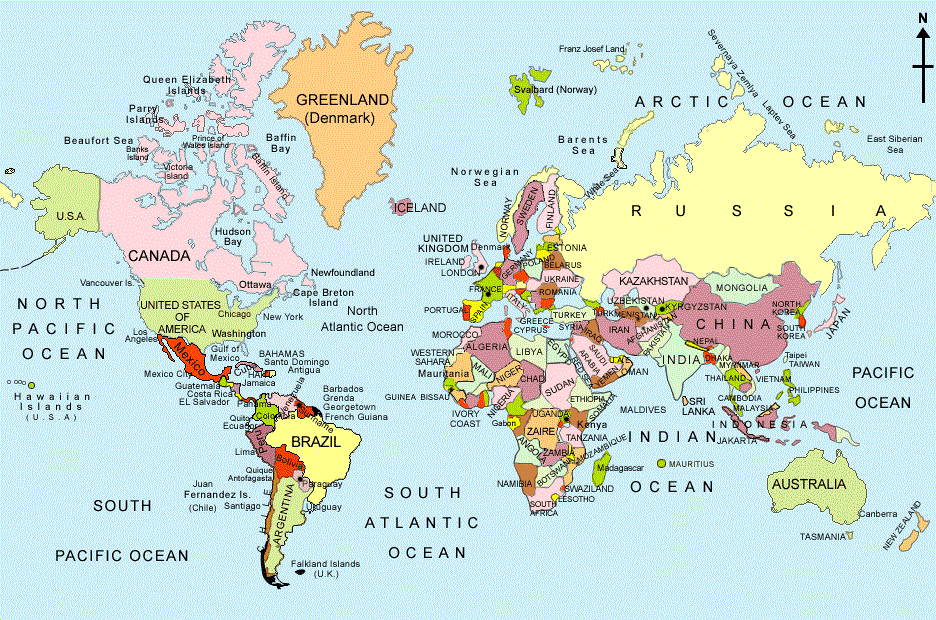 N
Franz Josef Land
Severnaya Zemlya
Laptev Sea
Queen Elizabeth
Islands
GREENLAND
(Denmark)
Svalbard (Norway)
ARCTIC OCEAN
Parry
Islands
Beaufort Sea
Banks
Island
Prince of
Wales Island
Victoria
Island
Baffin
Bay
Baffin Island
Barents
Sea
East Siberian
Sea
Norwegian
Sea
White Sea
U.S.A.
ICELAND
NORWAY
SWEDEN
FINLAND
RUSSIA
Hudson
Bay
CANADA
UNITED
KINGDOM
Denmark
ESTONIA
IRELAND
LONDON
GERMANY
POLAND
BELARUS
UKRAINE
KAZAKHSTAN
MONGOLIA
Vancouver Is.
Ottawa
Newfoundland
Cape Breton
Island
FRANCE
ROMANIA
UZBEKISTAN
KYRGYZSTAN
NORTH
KOREA
NORTH
PACIFIC
OCEAN
UNITED STATES
OF
AMERICA
Chicago
New York
Washington
Los
Angeles
North
Atlantic Ocean
PORTUGAL
SPAIN
ITALY
GREECE
CYPRUS
TURKEY
SYRIA
IRAQ
IRAN
AFGHANISTAN
PAKISTAN
CHINA
SOUTH
KOREA
JAPAN
Gulf of
Mexico
Mexico
Mexico City
Cuba
BAHAMAS
Santo Domingo
Antigua
Jamaica
MOROCCO
WESTERN
SAHARA
ALGERIA
LIBYA
EGYPT
RED SEA
SAUDI
ARABIA
U.A.E
OMAN
YEMEN
NEPAL
DHAKA
INDIA
MYANMAR
Taipei
TAIWAN
PACIFIC
OCEAN
Hawaiian
Islands
(U.S.A)
Guatemala
Costa Rica
EL Salvador
Panama
Barbados
Grenda
Georgetown
French Guiana
Mauritania
MALI
NIGER
CHAD
SUDAN
ETHIOPIA
SOMATA
THAILAND
VIETNAM
CAMBODIA
PHILIPPINES
MALAYSIA
GUINEA BISSAU
IVORY
COAST
NIGERIA
Gabon
UGANDA
Kenya
MALDIVES
SRI
LANKA
INDONESIA
JAKARTA
Quito
Ecuador
Colombia
Venezuela
Lima
Peru
BRAZIL
Bolivia
ZAIRE
TANZANIA
ANGOLA
ZAMBIA
MOZAMBIQUE
Madagascar
MAURITIUS
INDIAN
OCEAN
Quique
Antofagasta
Paraguay
Juan
Fernandez Is.
(Chile)
Santiago
CHILE
ARGENTINA
Uruguay
NAMIBIA
BOTSWANA
SWAZILAND
LESOTHO
SOUTH
AFRICA
AUSTRALIA
Canberra
TASMANIA
NEW ZEALAND
SOUTH
PACIFIC OCEAN
SOUTH
ATLANTIC
OCEAN
Falkland Islands
(U.K.)